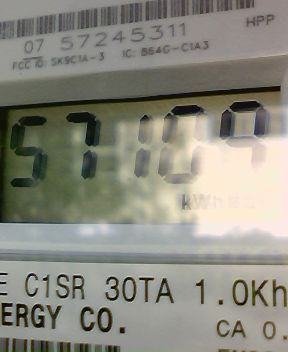 HPP
07 57245311
FCC ID: SK9C1A-3 IC: 864G-C1A3
57109
kWh
E C1SR 30TA 1.0Kh
ERGY CO.
CA 0.